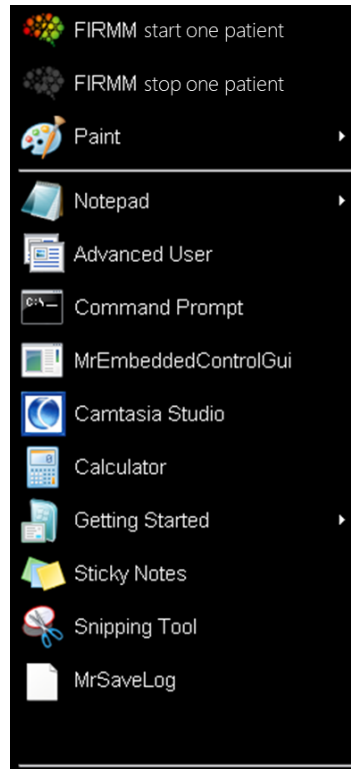 FIRMM start one patient
FIRMM stop one patient
Paint
Notepad
Advanced User
C:\_
Command Prompt
MrEmbeddedControlGui
Camtasia Studio
Calculator
Getting Started
Sticky Notes
Snipping Tool
MrSaveLog